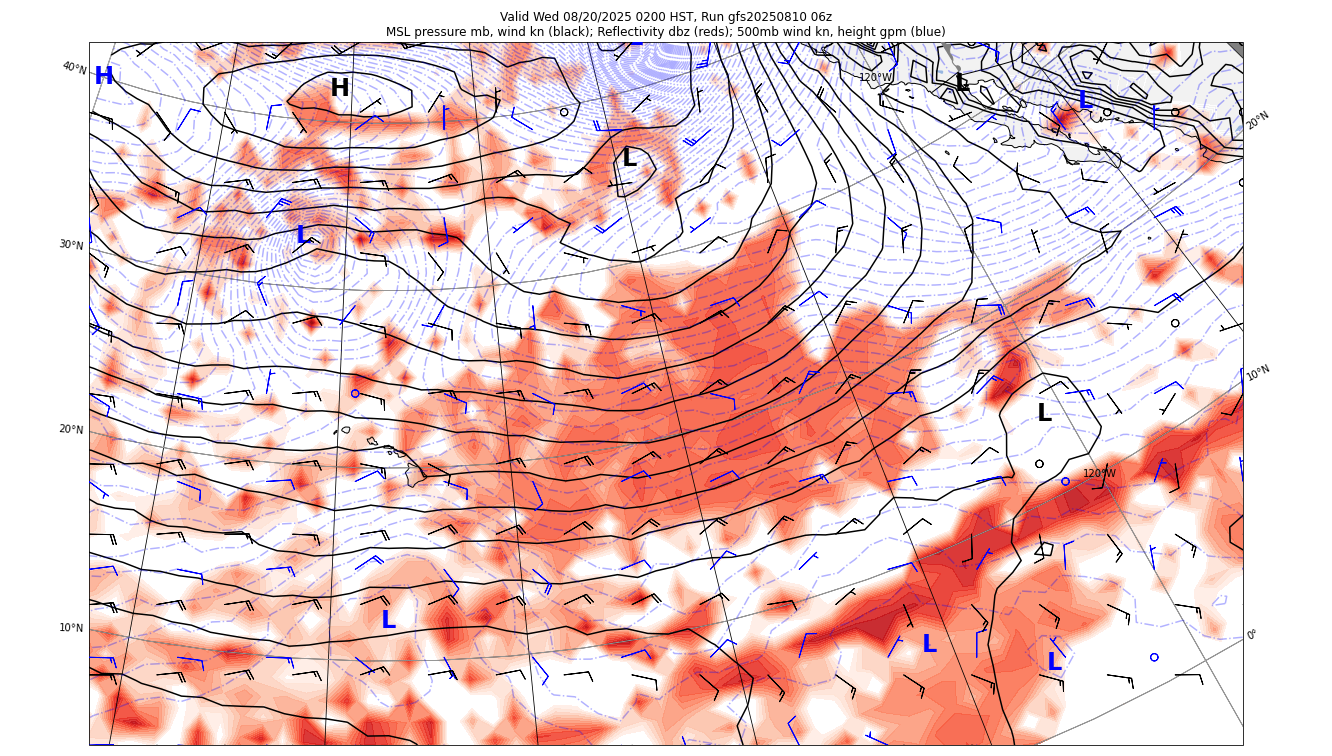 Valid Wed 08/20/2025 0200 HST, Run gfs20250810 06z
MSL pressure mb, wind kn (black); Reflectivity dbz (reds); 500mb wind kn, height gpm (blue)
40°N
H
H
120°W
L
L
20°N
L
30°N
L
10°N
20°N
L
120°W
10°N
L
L
L
0°